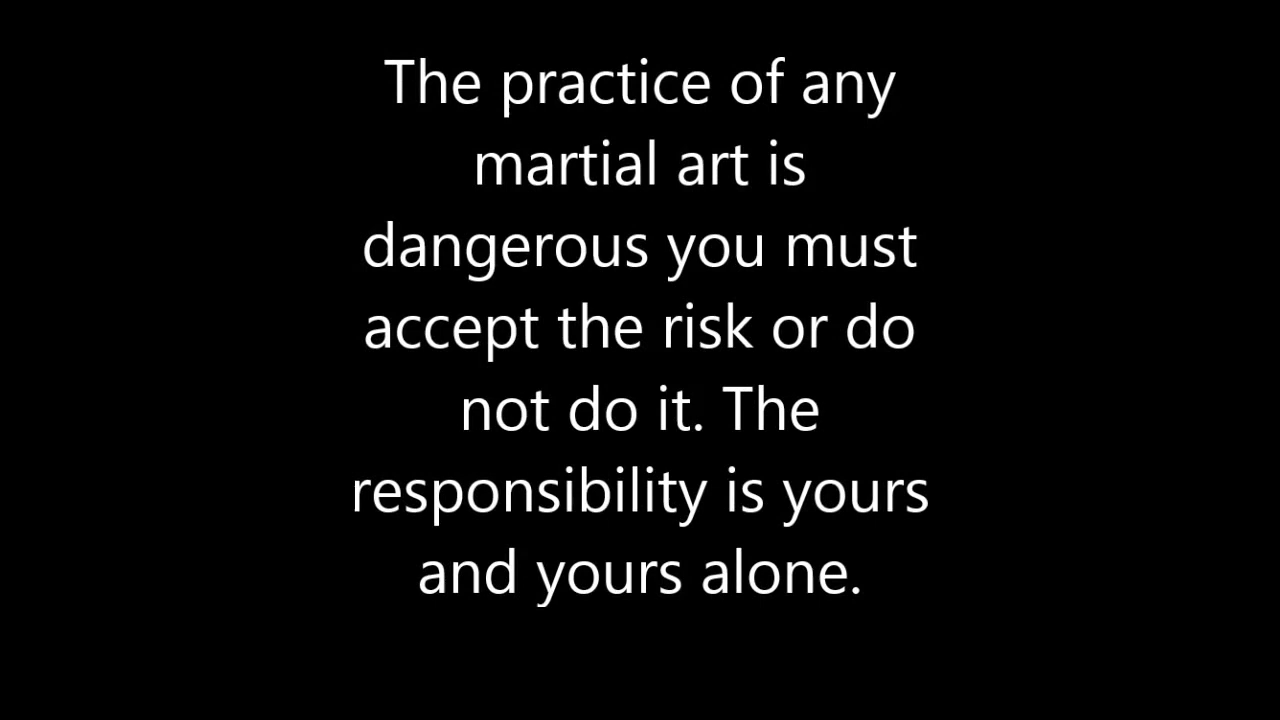 The practice of any
martial art is
dangerous you must
accept the risk or do
not do it. The
responsibility is yours
and yours alone.